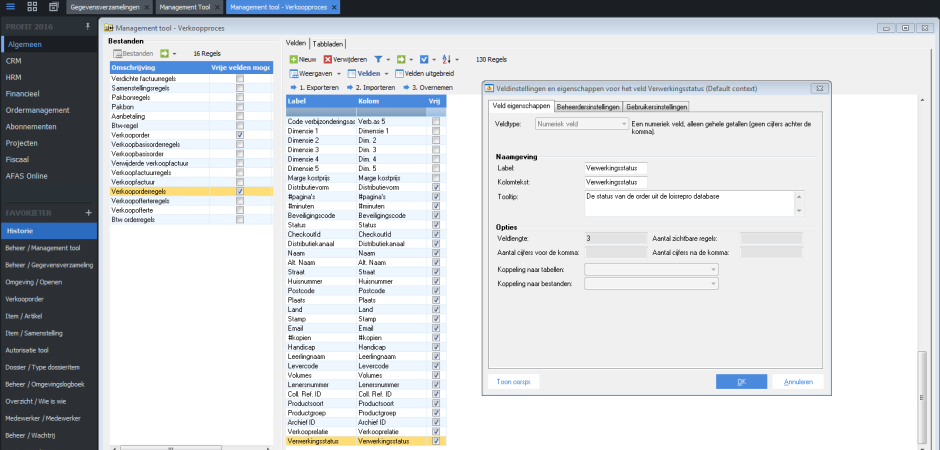 Gegevensverzamelingen × Management Tool × Management tool - Verkoopproces ×
PROFIT 2016
Algemeen
CRM
HRM
Financieel
Ordermanagement
Abonnementen
Projecten
Fiscaal
AFAS Online
FAVORIETEN +
Historie
Beheer / Management tool
Beheer / Gegevensverzameling
Omgeving / Openen
Verkooporder
Item / Artikel
Item / Samenstelling
Autorisatie tool
Dossier / Type dossieritem
Beheer / Omgevingslogboek
Overzicht / Wie is wie
Medewerker / Medewerker
Beheer / Wachtrij
Management tool - Verkoopproces
Bestanden
Bestanden 16 Regels
Omschrijving Vrije velden moge
Verdichte factuurregels
Samenstellingsregels
Pakbonregels
Pakbon
Aanbetaling
Btw-regel
Verkooporder
Verkoopbasisorderregels
Verkoopbasisorder
Verwijderde verkoopfactuur
Verkoopfactuurregels
Verkoopfactuur
Verkooporderregels
Verkoopofferteregels
Verkoopofferte
Btw orderregels
Velden Tabbladen
Nieuw Verwijderen 130 Regels
Weergaven Velden Velden uitgebreid
1. Exporteren 2. Importeren 3. Overnemen
Label Kolom Vrij
Code verbijzonderingsas Verb.as 5
Dimensie 1 Dimensie 1
Dimensie 2 Dim. 2
Dimensie 3 Dim. 3
Dimensie 4 Dim. 4
Dimensie 5 Dim. 5
Marge kostprijs Marge kostprijs
Distributievorm Distributievorm
#pagina's #pagina's
#minuten #minuten
Beveiligingscode Beveiligingscode
Status Status
CheckoutId CheckoutId
Distributiekanaal Distributiekanaal
Naam Naam
Alt. Naam Alt. Naam
Straat Straat
Huisnummer Huisnummer
Postcode Postcode
Plaats Plaats
Land Land
Stamp Stamp
Email Email
#kopien #kopien
Handicap Handicap
Leerlingnaam Leerlingnaam
Levercode Levercode
Volumes Volumes
Lenersnummer Lenersnummer
Coll. Ref. ID Coll. Ref. ID
Productsoort Productsoort
Productgroep Productgroep
Archief ID Archief ID
Verkooprelatie Verkooprelatie
Verwerkingsstatus Verwerkingsstatus
Veldinstellingen en eigenschappen voor het veld Verwerkingsstatus (Default context)
Veld eigenschappen Beheerdersinstellingen Gebruikersinstellingen
Veldtype: Numeriek veld Een numeriek veld, alleen gehele getallen (geen cijfers achter de
komma).
Naamgeving
Label: Verwerkingsstatus
Kolomtekst: Verwerkingsstatus
Tooltip: De status van de order uit de losrepro database
Opties
Veldlengte: 3 Aantal zichtbare regels:
Aantal cijfers voor de komma: Aantal cijfers na de komma:
Koppeling naar tabellen:
Koppeling naar bestanden:
Toon oorspr. OK Annuleren